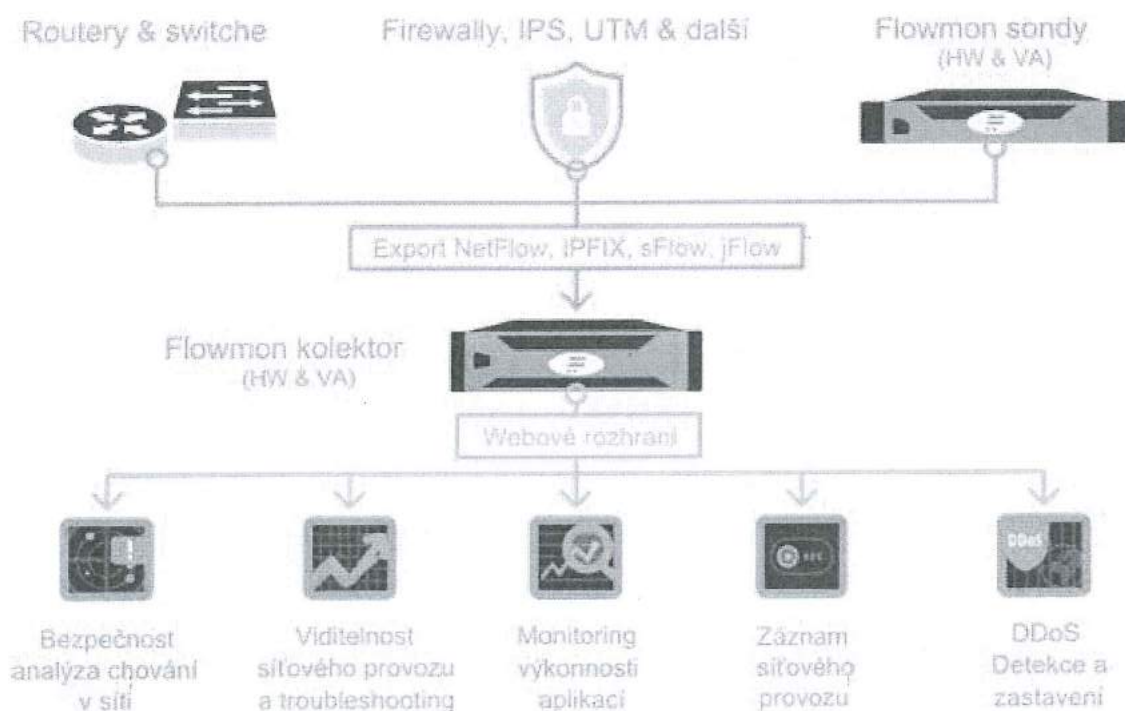 Routery & switche
Firewally, IPS, UTM & další
Flowmon sondy
(HW & VA)
Export NetFlow, IPFIX, sFlow, jFlow
Flowmon kolektor
(HW & VA)
Webové rozhraní
REC
DDoS
Bezpečnost
analýza chování
v síti
Viditelnost
síťového provozu
a troubleshooting
Monitoring
výkonnosti
aplikací
Záznam
síťového
provozu
DDoS
Detekce a
zastavení